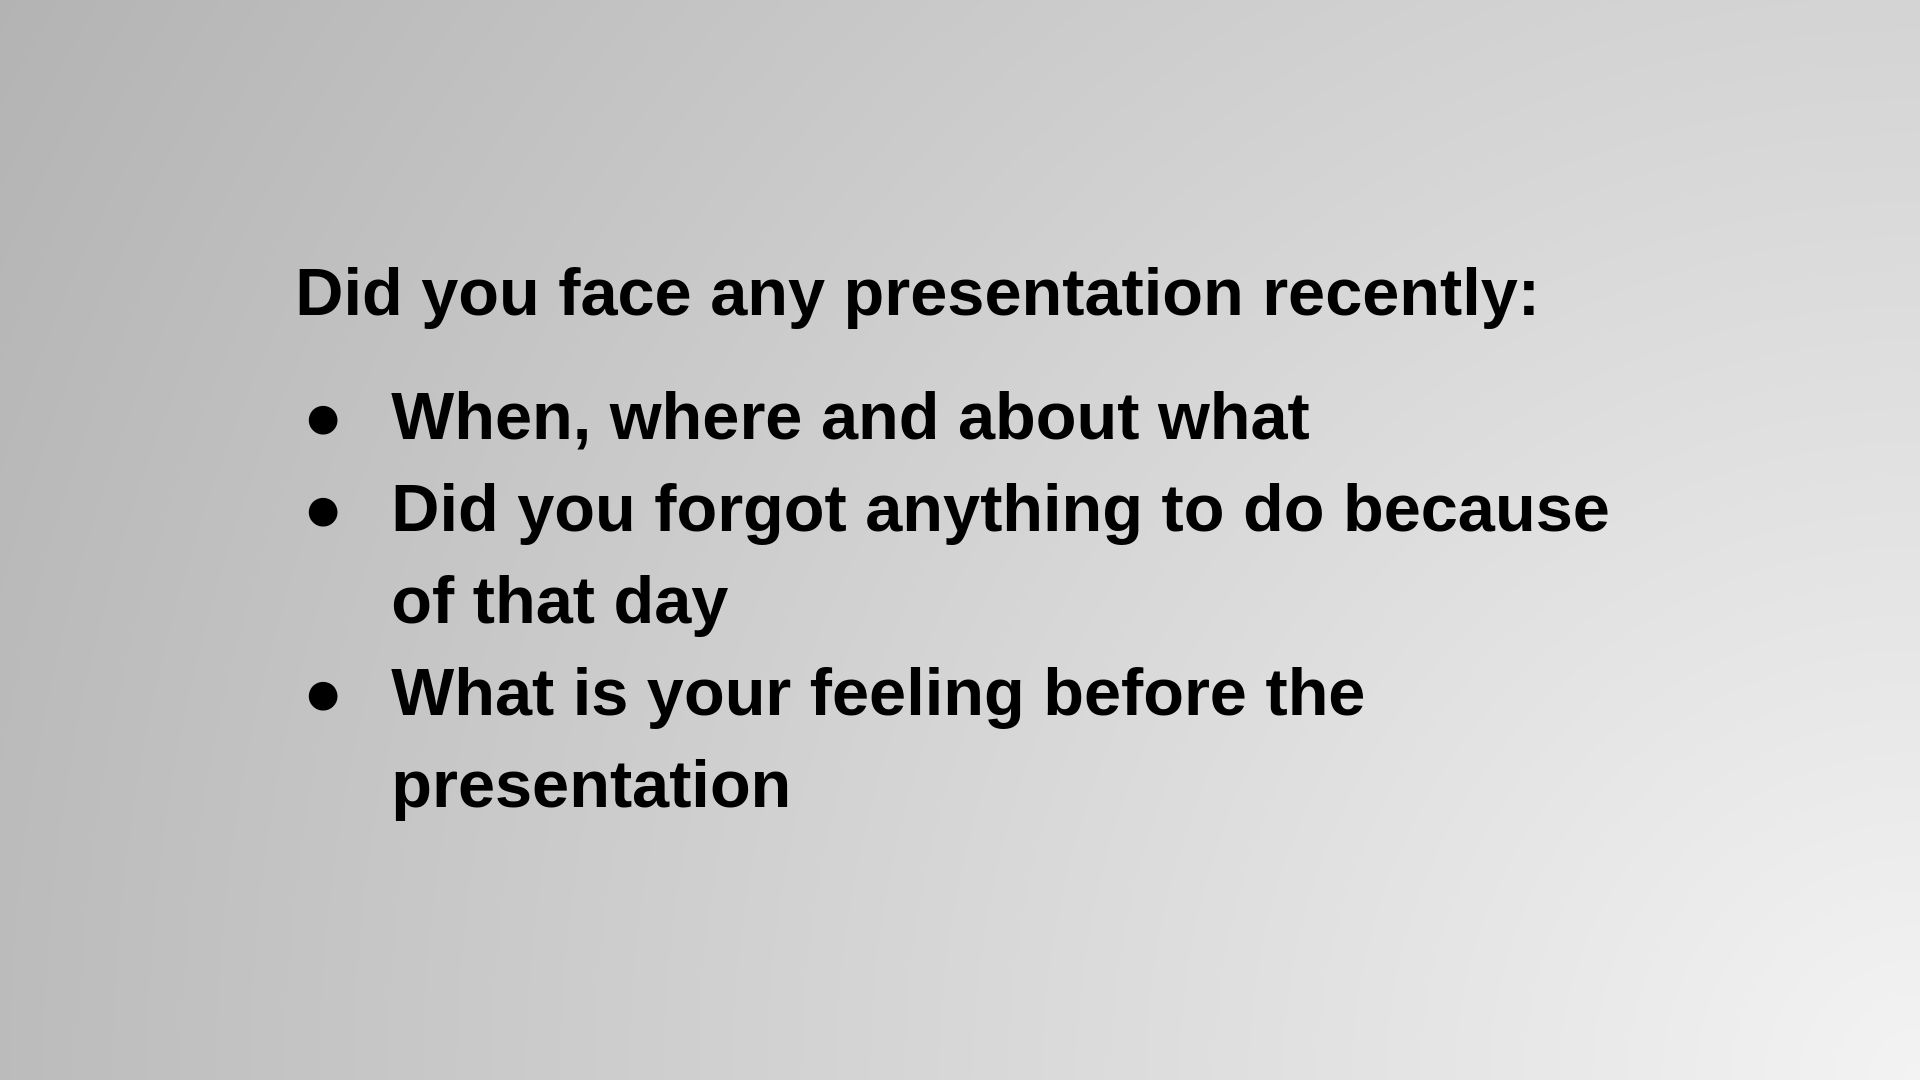 Did you face any presentation recently:
● When, where and about what
● Did you forgot anything to do because
of that day
● What is your feeling before the
presentation